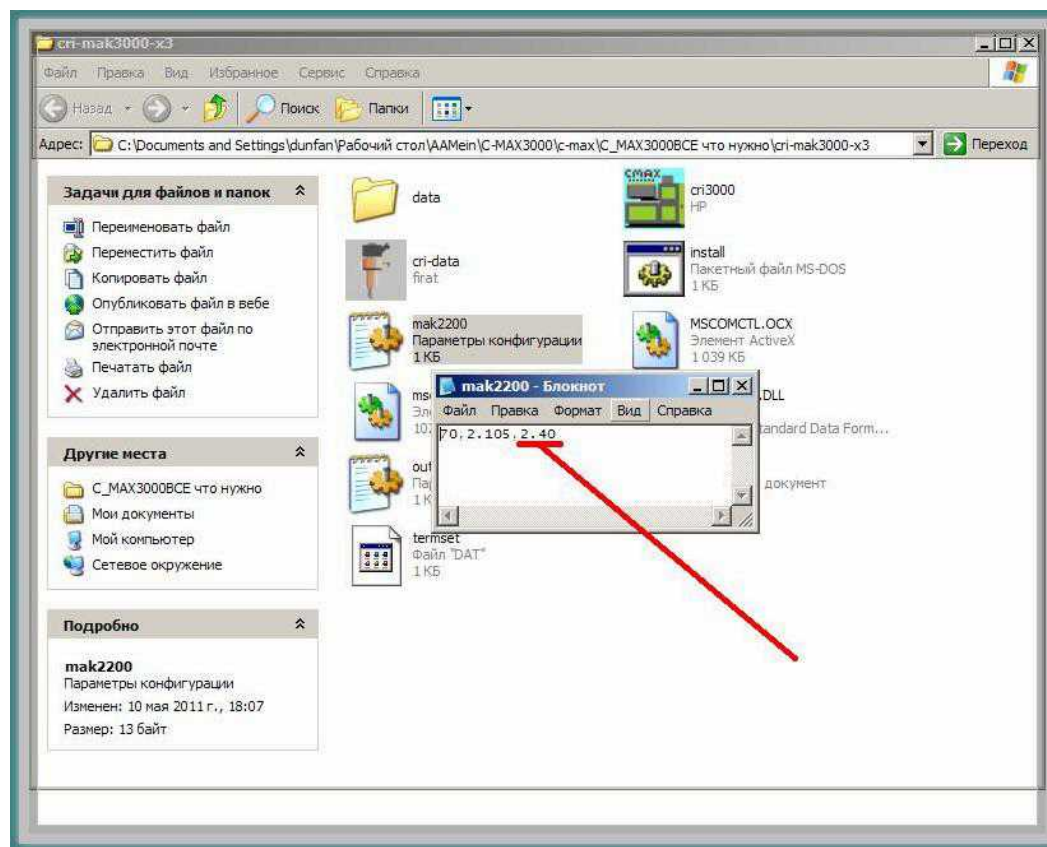 cri-mak3000-x3
Файл Правка Вид Избранное Сервис Справка
Назад Поиск Папки
Адрес: C:\Documents and Settings\dunfan\Рабочий стол\AAMein\C-MAX3000\c-max\C_MAX3000ВСЕ что нужно\cri-mak3000-x3 Переход
Задачи для файлов и папок
Переименовать файл
Переместить файл
Копировать файл
Опубликовать файл в вебе
Отправить этот файл по
электронной почте
Печатать файл
Удалить файл
Другие места
C_MAX3000ВСЕ что нужно
Мои документы
Мой компьютер
Сетевое окружение
Подробно
mak2200
Параметры конфигурации
Изменен: 10 мая 2011 г., 18:07
Размер: 13 байт
data
CMAX
cri3000
HP
cri-data
firat
install
Пакетный файл MS-DOS
1 КБ
mak2200
Параметры конфигурации
1 КБ
MSCOMCTL.OCX
Элемент ActiveX
1 039 КБ
.DLL
tandard Data Form...
mak2200 - Блокнот
Файл Правка Формат Вид Справка
70,2.105,2.40
документ
termset
Файл "DAT"
1 КБ